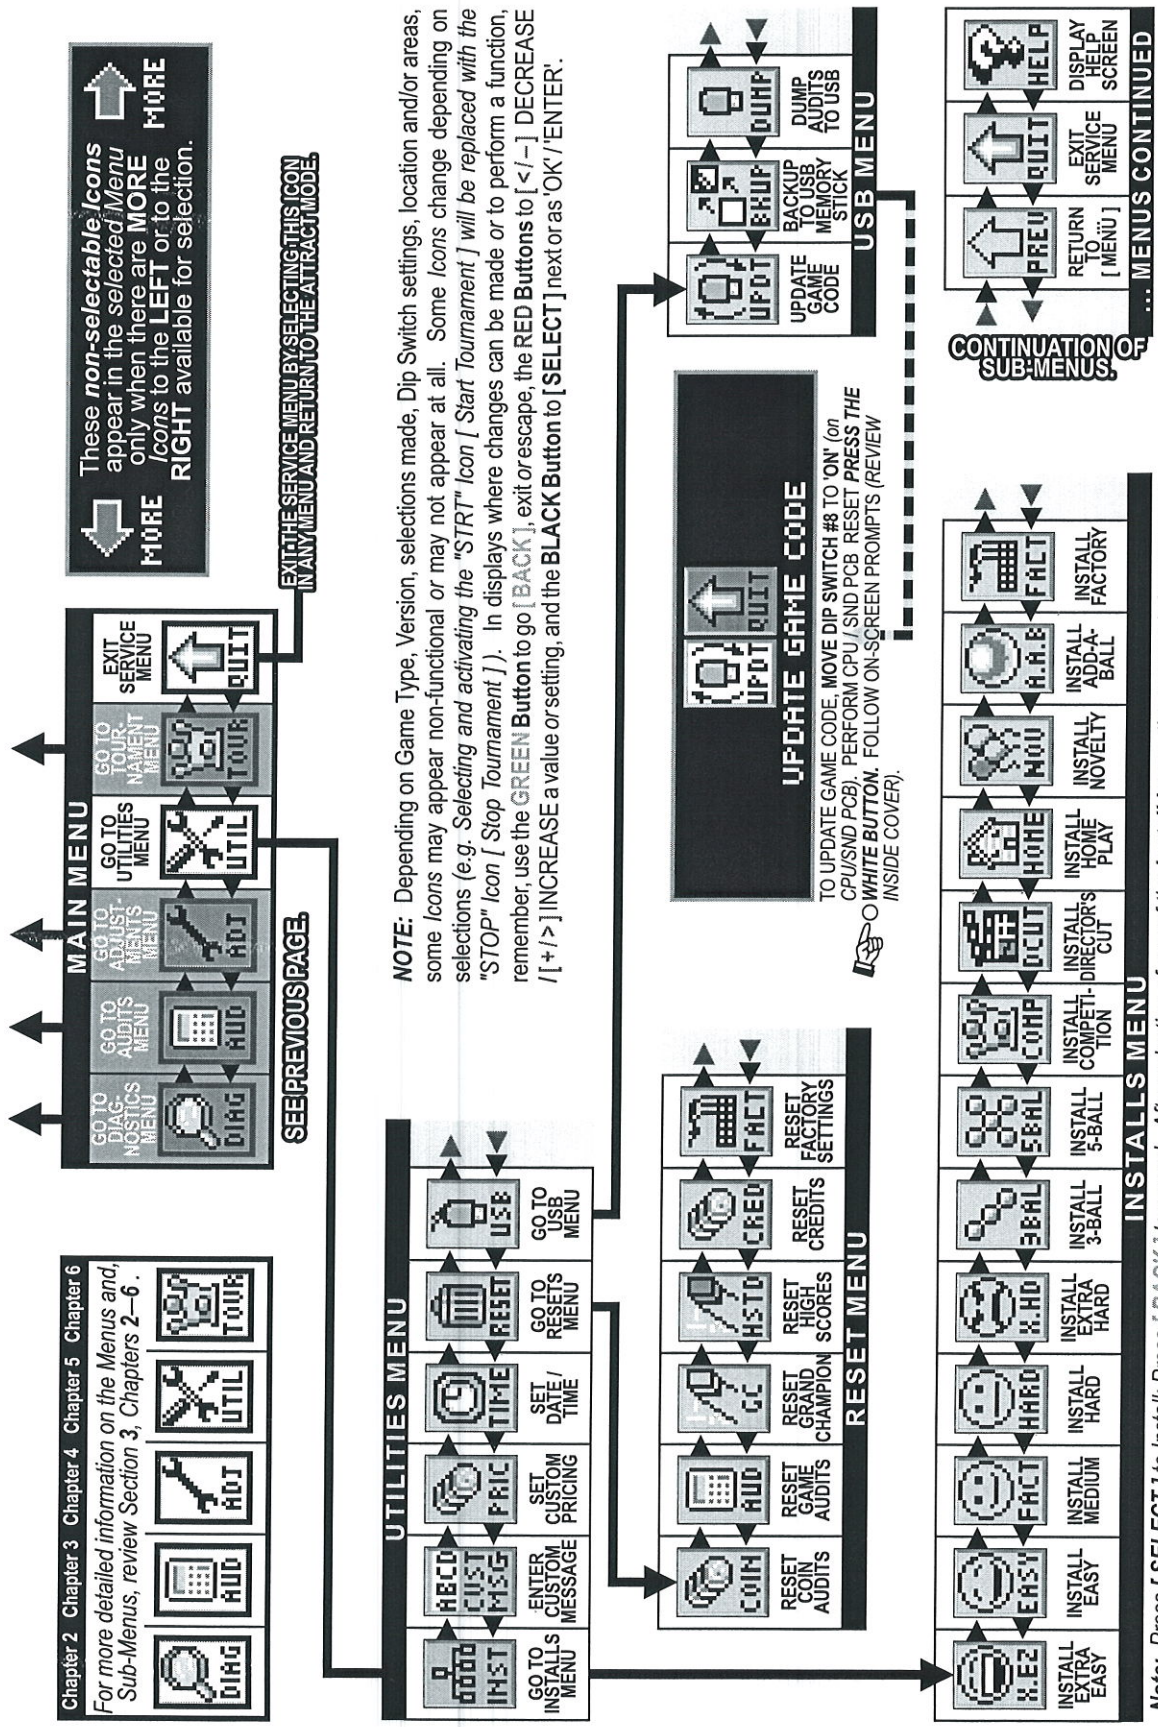 Chapter 2 Chapter 3 Chapter 4 Chapter 5 Chapter 6
For more detailed information on the Menus and,
Sub-Menus, review Section 3, Chapters 2—6 .
DIAG AUD ADJ UTIL TOUR
MAIN MENU
GO TO DIAG-NOSTICS MENU
GO TO AUDITS MENU
GO TO ADJUST-MENTS MENU
GO TO UTILITIES MENU
GO TO TOUR-NAMENT MENU
EXIT SERVICE MENU
DIAG AUD ADJ UTIL TOUR QUIT
SEE PREVIOUS PAGE.
MORE
These non-selectable Icons
appear in the selected Menu
only when there are MORE
Icons to the LEFT or to the
RIGHT available for selection.
MORE
EXIT THE SERVICE MENU BY SELECTING THIS ICON
IN ANY MENU AND RETURN TO THE ATTRACT MODE.
UTILITIES MENU
INST ABCD CUST MSG PRIC TIME RESET USB
GO TO INSTALLS MENU
ENTER CUSTOM MESSAGE
SET CUSTOM PRICING
SET DATE / TIME
GO TO RESETS MENU
GO TO USB MENU
NOTE: Depending on Game Type, Version, selections made, Dip Switch settings, location and/or areas,
some Icons may appear non-functional or may not appear at all. Some Icons change depending on
selections (e.g. Selecting and activating the "STRT" Icon [ Start Tournament ] will be replaced with the
"STOP" Icon [ Stop Tournament ] ). In displays where changes can be made or to perform a function,
remember, use the GREEN Button to go [BACK ], exit or escape, the RED Buttons to [ < / – ] DECREASE
/ [ + / > ] INCREASE a value or setting, and the BLACK Button to [ SELECT ] next or as 'OK' / 'ENTER'.
COIN AUD GC HSTD CRED FACT
RESET COIN AUDITS
RESET GAME AUDITS
RESET GRAND CHAMPION
RESET HIGH SCORES
RESET CREDITS
RESET FACTORY SETTINGS
RESET MENU
UPDT QUIT
UPDATE GAME CODE
TO UPDATE GAME CODE, MOVE DIP SWITCH #8 TO 'ON' (on
CPU/SND PCB). PERFORM CPU / SND PCB RESET PRESS THE
WHITE BUTTON. FOLLOW ON-SCREEN PROMPTS (REVIEW
INSIDE COVER).
UPDT BKUP DUMP
UPDATE GAME CODE
BACKUP TO USB MEMORY STICK
DUMP AUDITS TO USB
USB MENU
X.EZ EASY FACT HARD X.HD 3BAL 5BAL COMP DCUT HOME NOV A.A.B FACT
INSTALL EXTRA EASY
INSTALL EASY
INSTALL MEDIUM
INSTALL HARD
INSTALL EXTRA HARD
INSTALL 3-BALL
INSTALL 5-BALL
INSTALL COMPETI-TION
INSTALL DIRECTOR'S CUT
INSTALL HOME PLAY
INSTALL NOVELTY
INSTALL ADD-A-BALL
INSTALL FACTORY
INSTALLS MENU
CONTINUATION OF
SUB-MENUS.
PREV QUIT HELP
RETURN TO [ MENU ]
EXIT SERVICE MENU
DISPLAY HELP SCREEN
... MENUS CONTINUED
Note: Press [ SELECT ] to Install; Press [ BACK ]